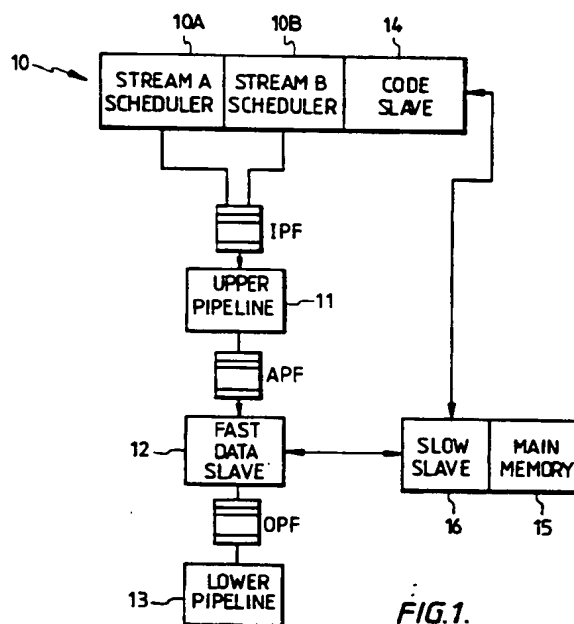 10A 10B 14
10
STREAM A STREAM B CODE
SCHEDULER SCHEDULER SLAVE
IPF
UPPER
PIPELINE
11
APF
12
FAST
DATA
SLAVE
SLOW MAIN
SLAVE MEMORY
16 15
OPF
13
LOWER
PIPELINE
FIG.1.